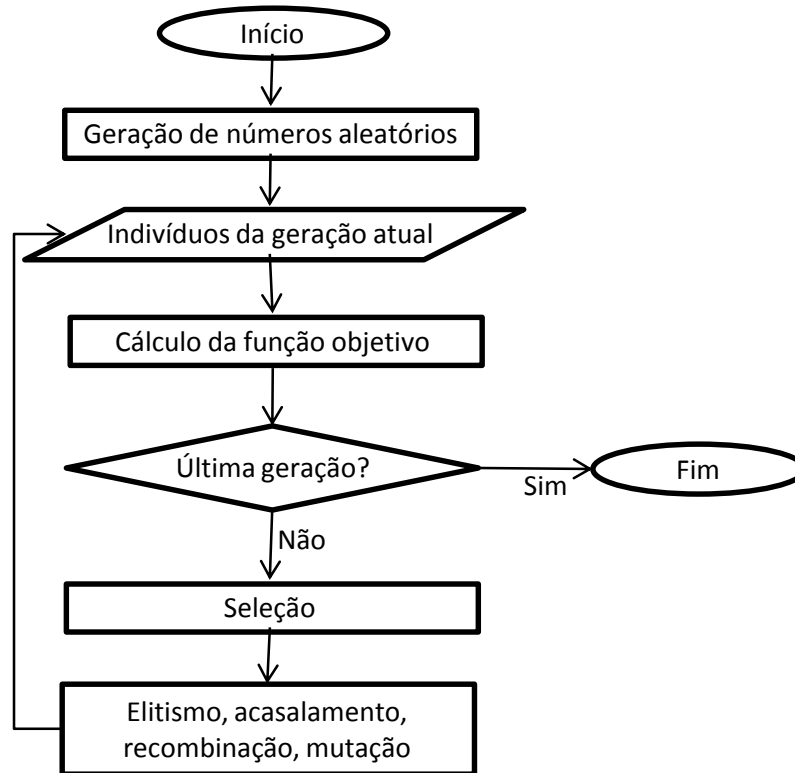 Início
Geração de números aleatórios
Indivíduos da geração atual
Cálculo da função objetivo
Última geração?
Sim
Fim
Não
Seleção
Elitismo, acasalamento,
recombinação, mutação